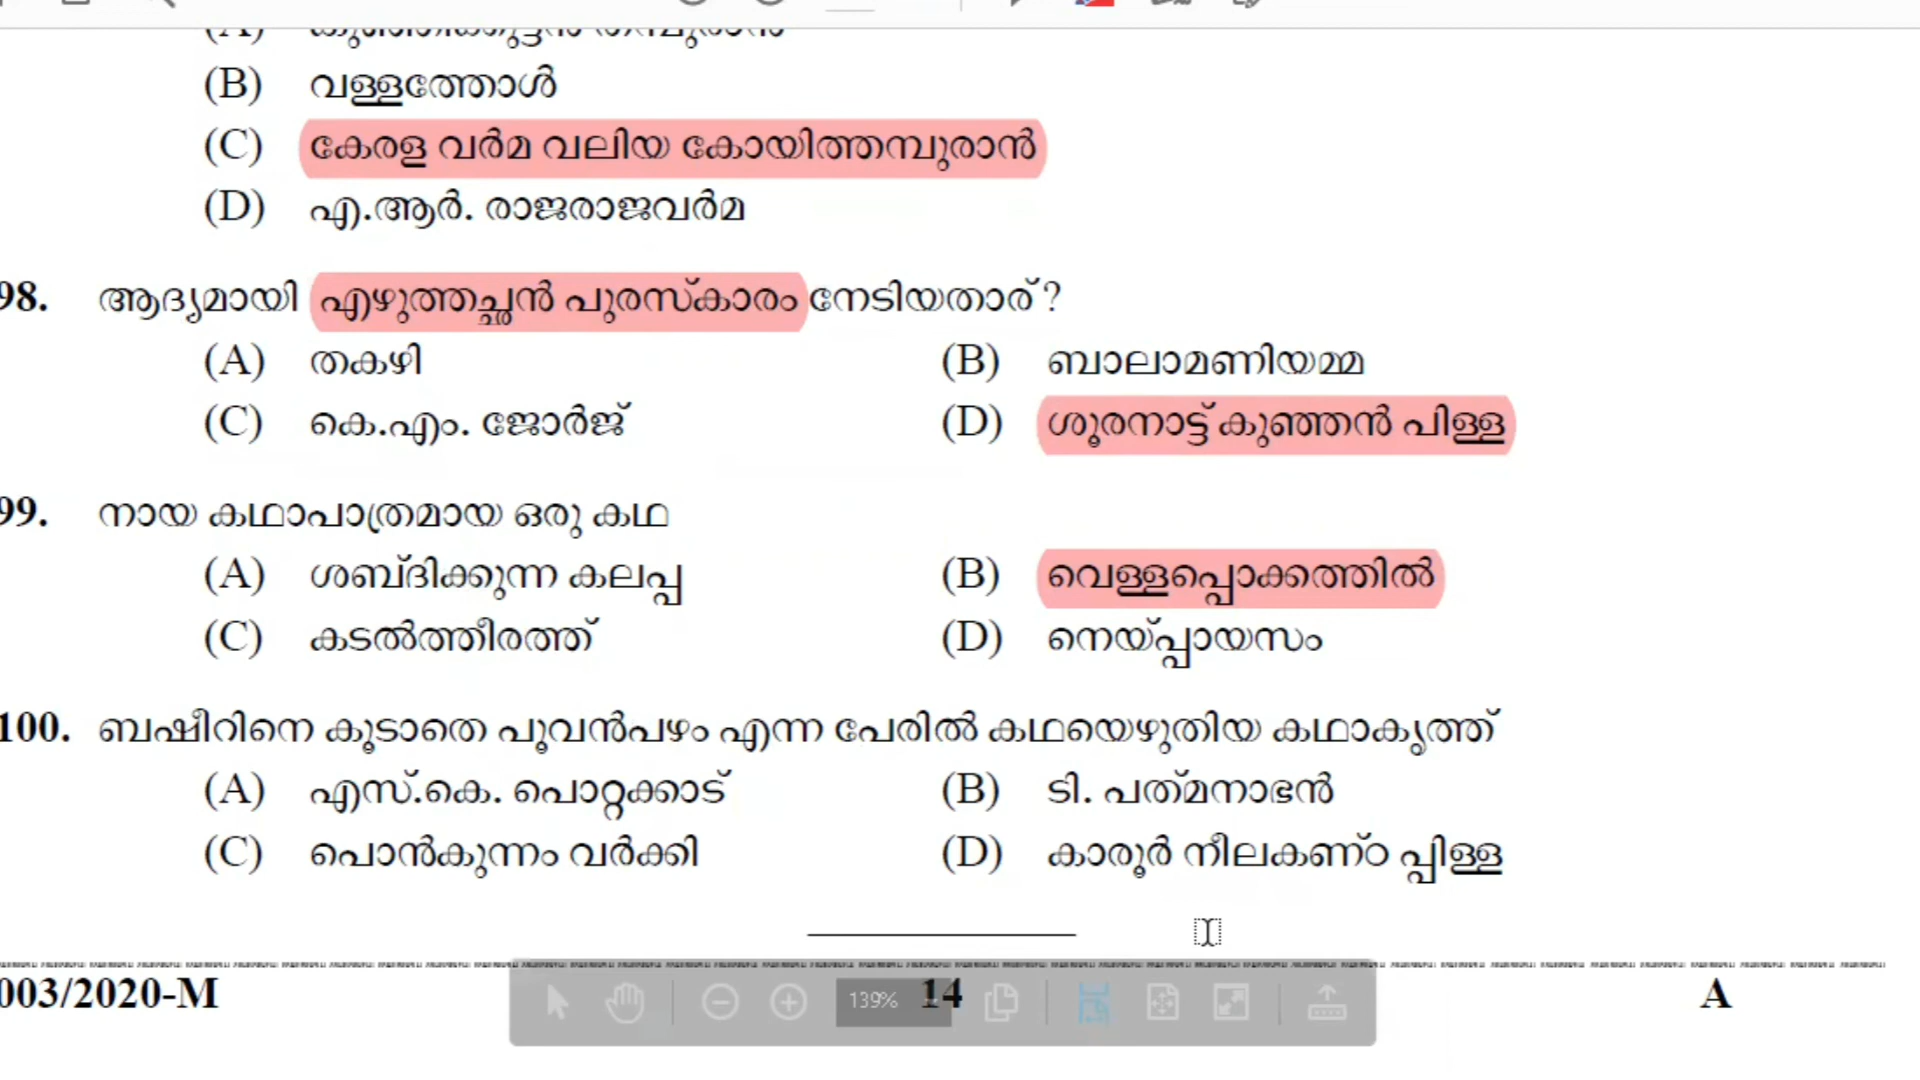 (B) വള്ളത്തോൾ
(C) കേരള വർമ വലിയ കോയിത്തമ്പുരാൻ
(D) എ.ആർ. രാജരാജവർമ
98. ആദ്യമായി എഴുത്തച്ഛൻ പുരസ്കാരം നേടിയതാര് ?
(A) തകഴി (B) ബാലാമണിയമ്മ
(C) കെ.എം. ജോർജ് (D) ശൂരനാട്ട് കുഞ്ഞൻ പിള്ള
99. നായ കഥാപാത്രമായ ഒരു കഥ
(A) ശബ്ദിക്കുന്ന കലപ്പ (B) വെള്ളപ്പൊക്കത്തിൽ
(C) കടൽത്തീരത്ത് (D) നെയ്പ്പായസം
100. ബഷീറിനെ കൂടാതെ പൂവൻപഴം എന്ന പേരിൽ കഥയെഴുതിയ കഥാകൃത്ത്
(A) എസ്.കെ. പൊറ്റക്കാട് (B) ടി. പത്മനാഭൻ
(C) പൊൻകുന്നം വർക്കി (D) കാരൂർ നീലകണ്ഠ പ്പിള്ള
003/2020-M 14 A
139%